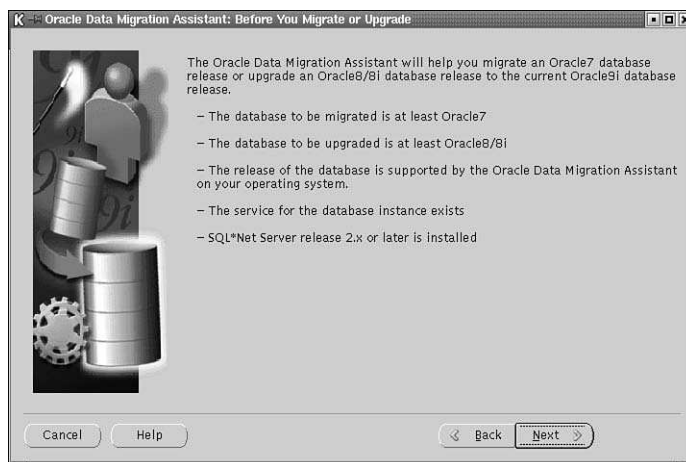 Oracle Data Migration Assistant: Before You Migrate or Upgrade
The Oracle Data Migration Assistant will help you migrate an Oracle7 database
release or upgrade an Oracle8/8i database release to the current Oracle9i database
release.
– The database to be migrated is at least Oracle7
– The database to be upgraded is at least Oracle8/8i
– The release of the database is supported by the Oracle Data Migration Assistant
on your operating system.
– The service for the database instance exists
– SQL*Net Server release 2.x or later is installed
9i
9i
9i
Cancel
Help
Back
Next